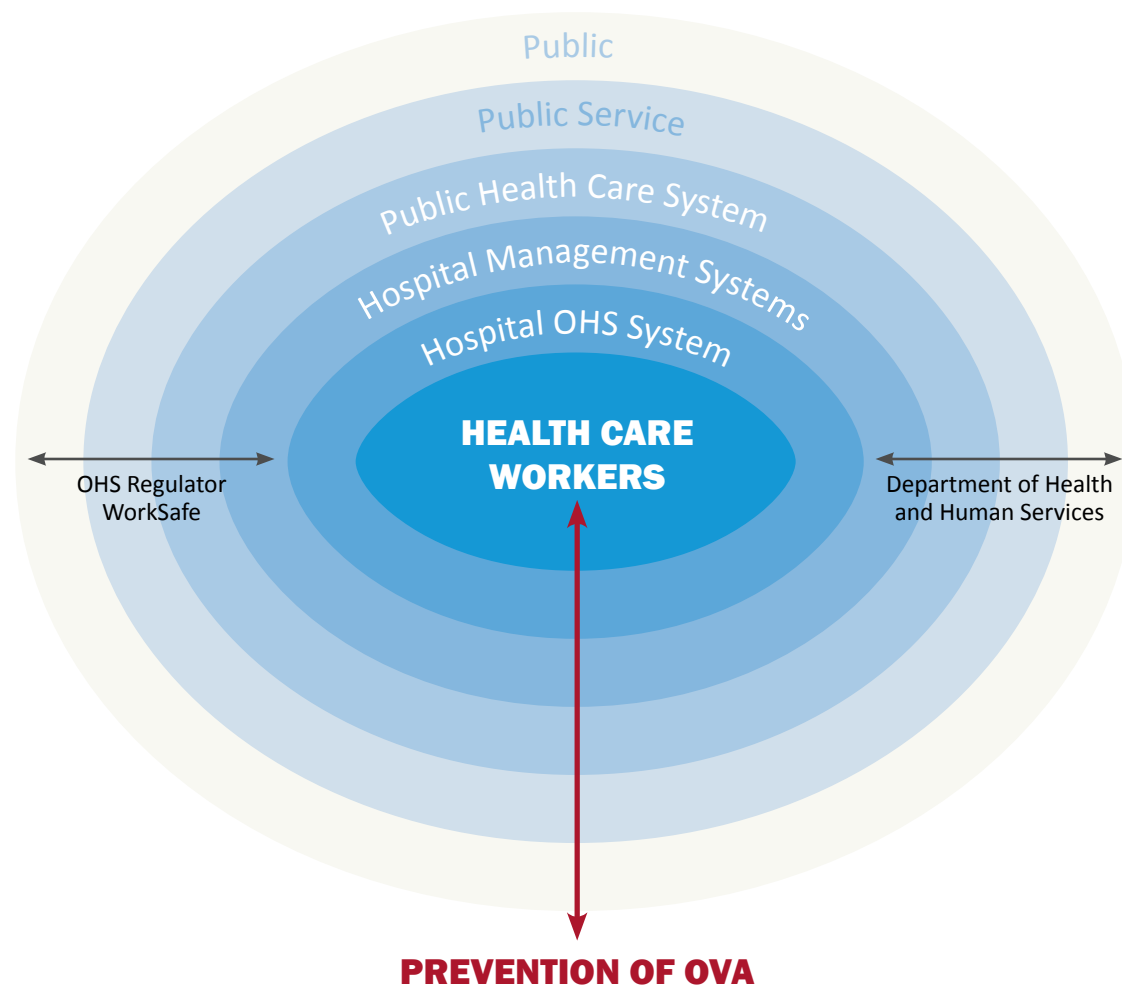 Public
Public Service
Public Health Care System
Hospital Management Systems
Hospital OHS System
HEALTH CARE
WORKERS
OHS Regulator
WorkSafe
Department of Health
and Human Services
PREVENTION OF OVA